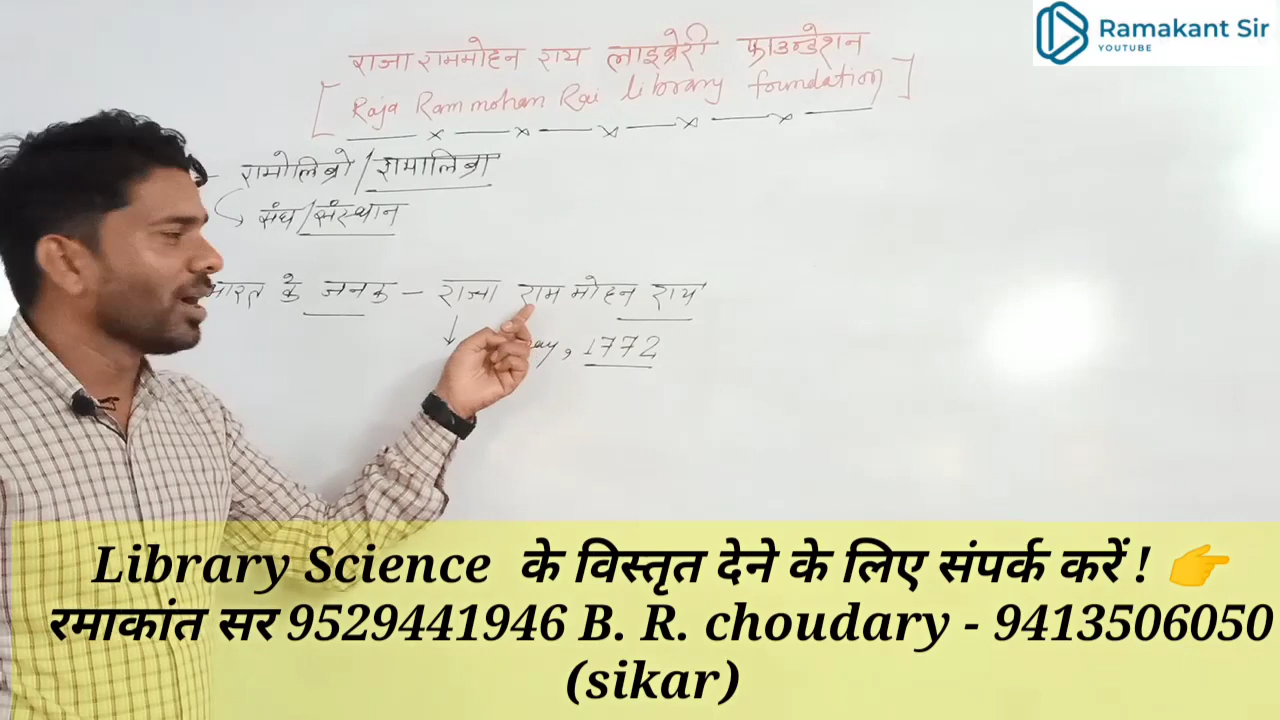 Ramakant Sir
YOUTUBE
राजा राममोहन राय लाइब्रेरी फाउन्डेशन
[Raja Rammohan Rai library foundation]
रामोलिब्रो/रामालिब्रा
संघ/संस्थान
भारत के जनक – राजा राम मोहन राय
1772
Library Science के विस्तृत देने के लिए संपर्क करें ! 👉
रमाकांत सर 9529441946 B. R. choudary - 9413506050
(sikar)